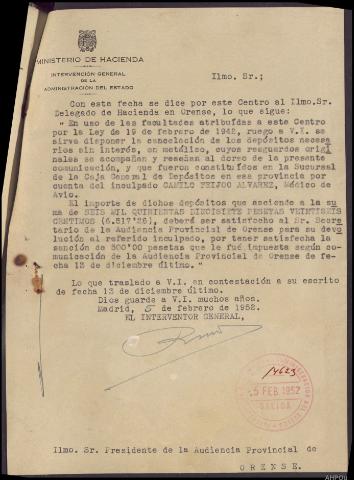 MINISTERIO DE HACIENDA
INTERVENCIÓN GENERAL
DE LA
ADMINISTRACIÓN DEL ESTADO
Ilmo. Sr.;
Con esta fecha se dice por este Centro al Ilmo.Sr.
Delegado de Hacienda en Orense, lo que sigue:
"En uso de las facultades atribuídas a este Centro
por la Ley de 19 de febrero de 1942, ruego a V.I. se
sirva disponer la cancelación de los depósitos necesa
rios sin interés, en metálico, cuyos resguardos origi
nales se acompañan y reseñan al dorso de la presente
comunicación, y que fueron constituídos en la Sucursal
de la Caja General de Depósitos en esa provincia por
cuenta del inculpado CAMILO FEIJOO ALVAREZ, Médico de
Avio.
El importe de dichos depósitos que asciende a la su
ma de SEIS MIL QUINIENTAS DIECISIETE PESETAS VEINTISEIS
CENTIMOS (6.517'26), deberá ser satisfecho al Sr. Secre
tario de la Audiencia Provincial de Orense para su devo
lución al referido inculpado, por tener satisfecha la
sanción de 500'00 pesetas que le fué impuesta según co-
municación de la Audiencia Provincial de Orense de fe-
cha 13 de diciembre último."
Lo que traslado a V.I. en contestación a su escrito
de fecha 13 de diciembre último.
Dios guarde a V.I. muchos años.
Madrid, 5 de febrero de 1952.
EL INTERVENTOR GENERAL,
14623
5 FEB 1952
SALIDA
Ilmo. Sr. Presidente de la Audiencia Provincial de
ORENSE.
AHPOU